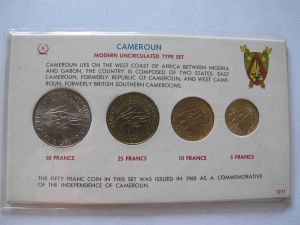 CAMEROUN
MODERN UNCIRCULATED TYPE SET
CAMEROUN LIES ON THE WEST COAST OF AFRICA BETWEEN NIGERIA
AND GABON. THE COUNTRY IS COMPOSED OF TWO STATES: EAST
CAMEROUN, FORMERLY REPUBLIC OF CAMEROUN; AND WEST CAME-
ROUN, FORMERLY BRITISH SOUTHERN CAMEROONS.
50 FRANCS 25 FRANCS 10 FRANCS 5 FRANCS
THE FIFTY FRANC COIN IN THIS SET WAS ISSUED IN 1960 AS A COMMEMORATIVE
OF THE INDEPENDENCE OF CAMEROUN.
1211